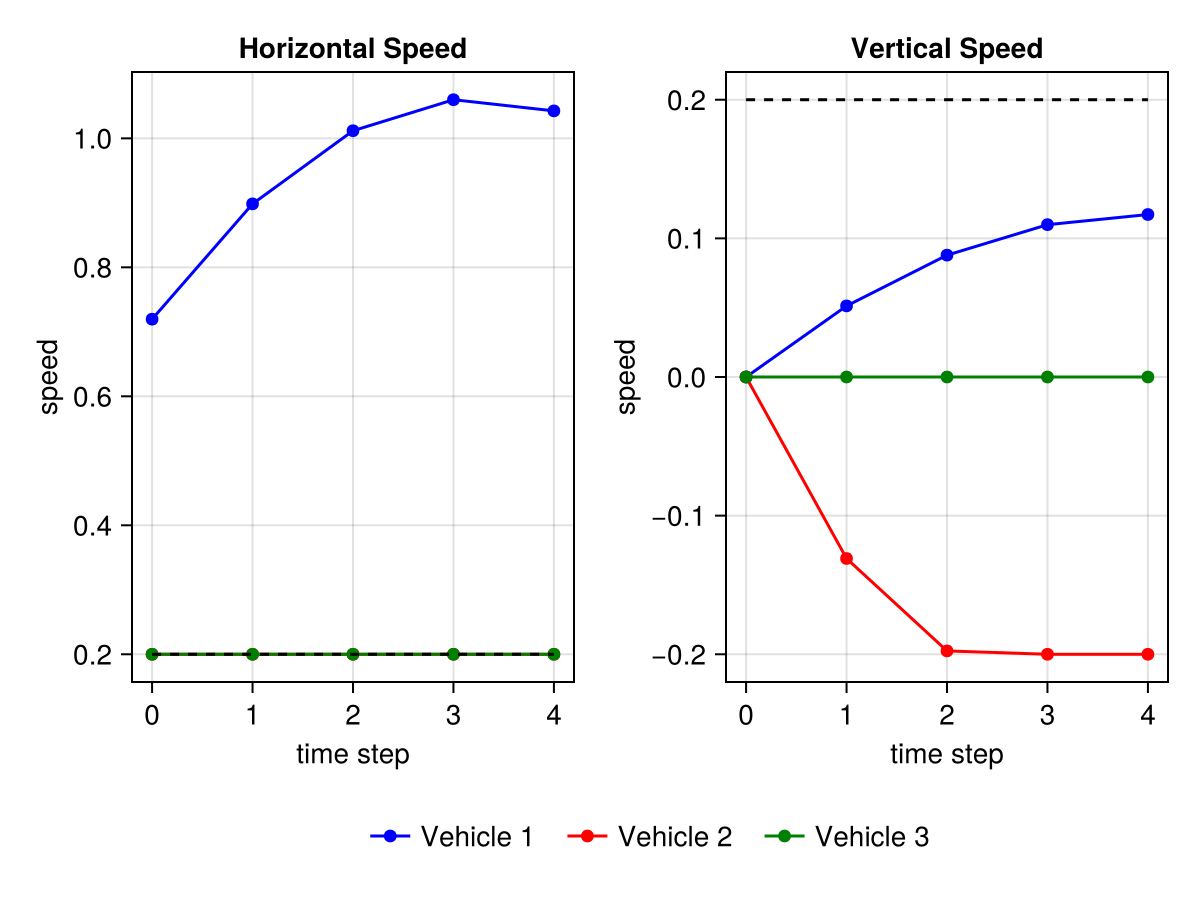 Horizontal Speed
1.0
0.8
0.6
0.4
0.2
speed
0 1 2 3 4
time step
Vertical Speed
0.2
0.1
0.0
−0.1
−0.2
speed
0 1 2 3 4
time step
Vehicle 1 Vehicle 2 Vehicle 3